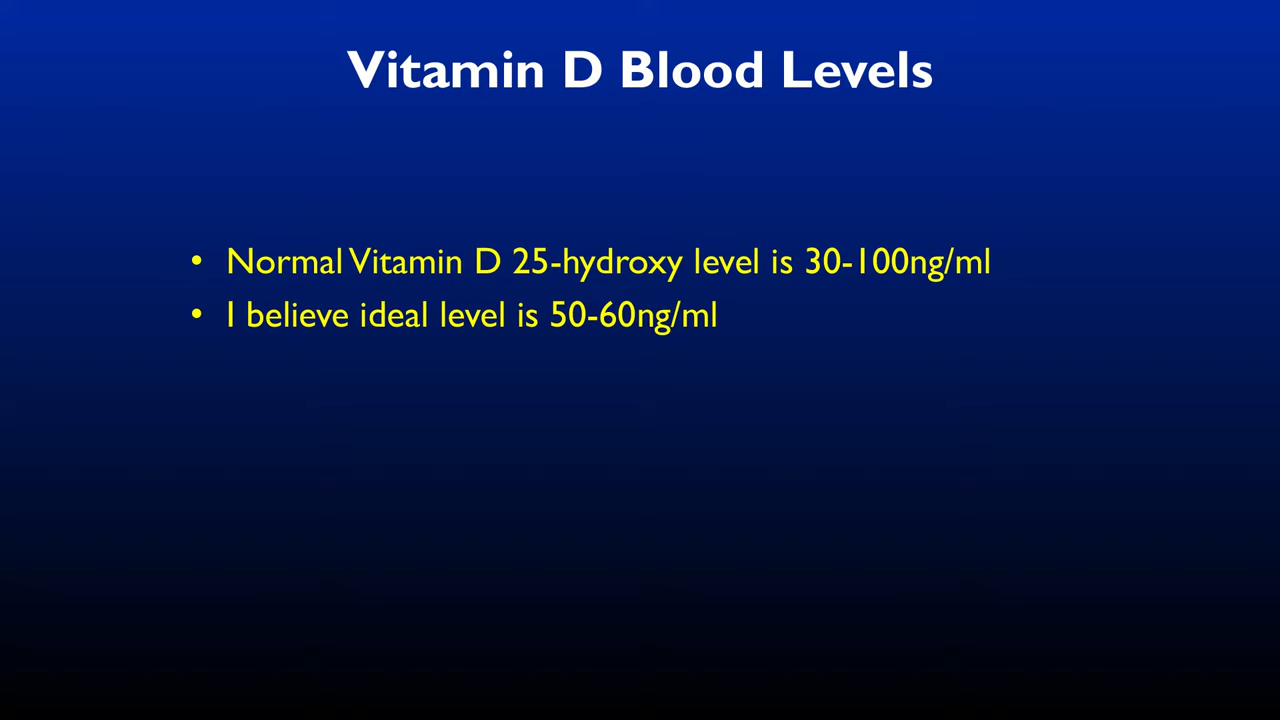 Vitamin D Blood Levels
• Normal Vitamin D 25-hydroxy level is 30-100ng/ml
• I believe ideal level is 50-60ng/ml